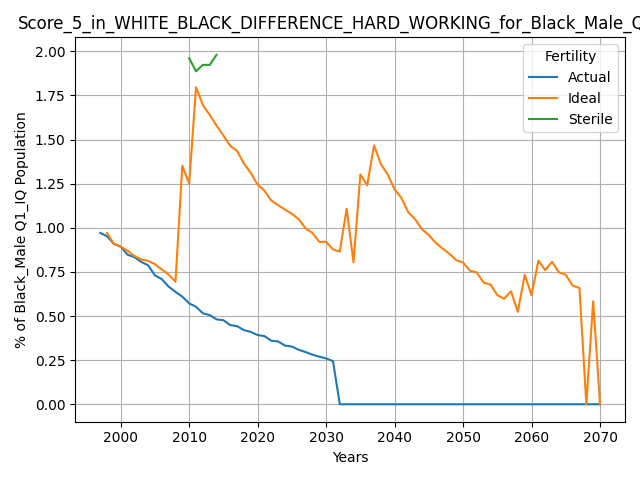 Score_5_in_WHITE_BLACK_DIFFERENCE_HARD_WORKING_for_Black_Male_Q
Fertility
Actual
Ideal
Sterile
% of Black_Male Q1_IQ Population
2.00
1.75
1.50
1.25
1.00
0.75
0.50
0.25
0.00
2000 2010 2020 2030 2040 2050 2060 2070
Years